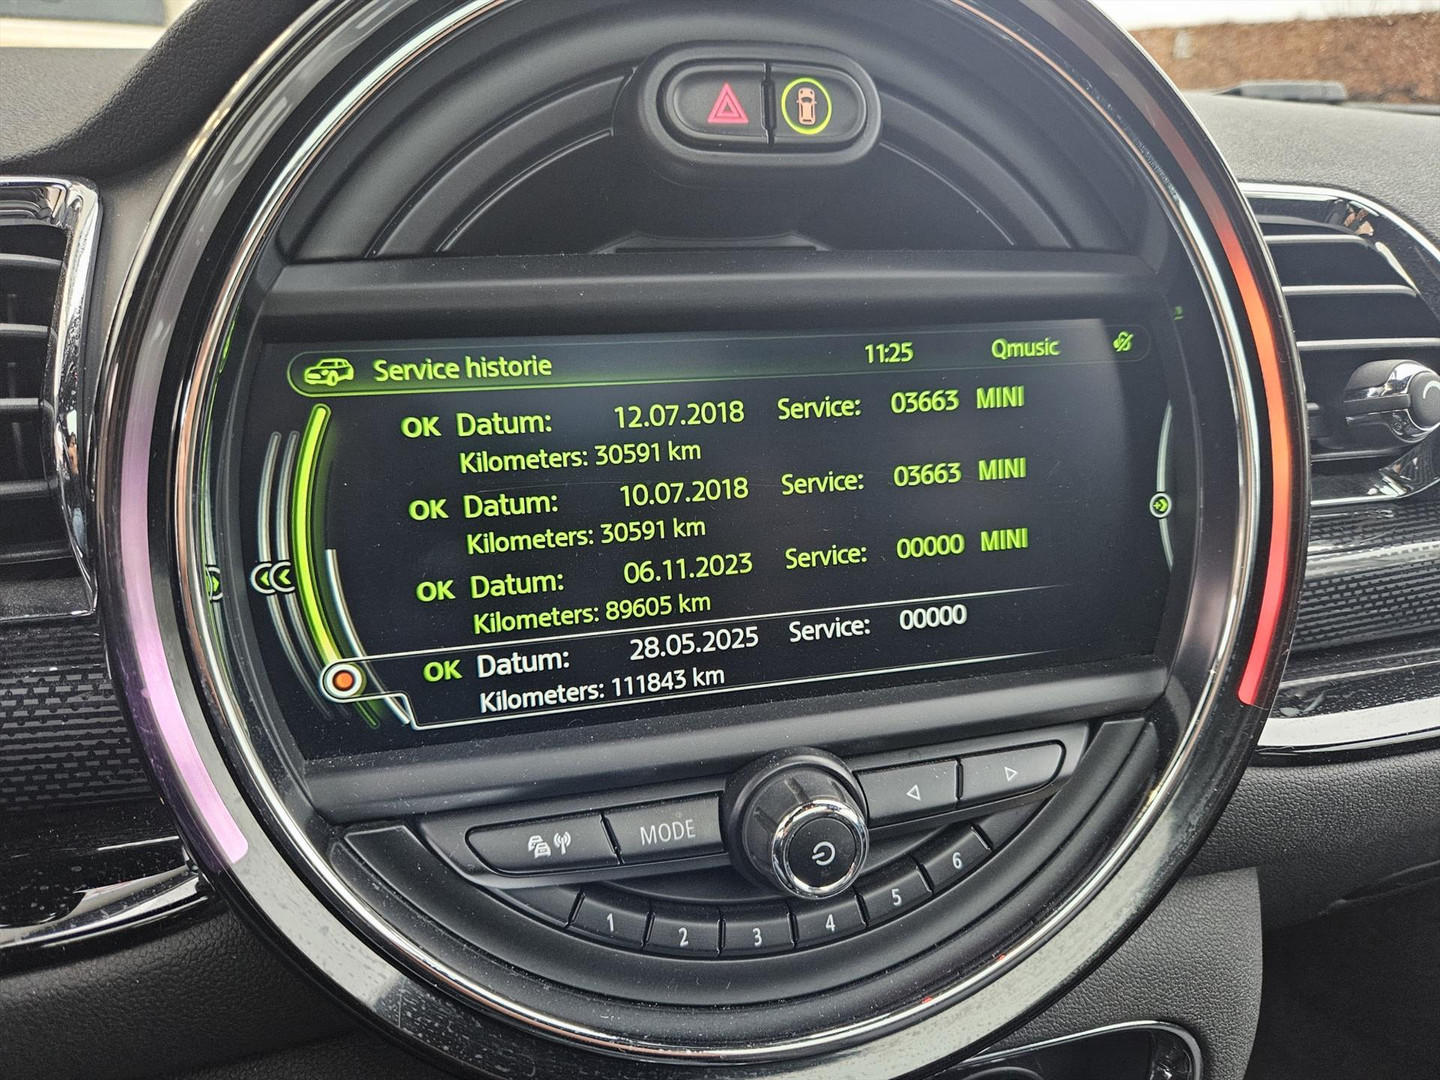 Service historie 11:25 Qmusic
OK Datum: 12.07.2018 Service: 03663 MINI
Kilometers: 30591 km
OK Datum: 10.07.2018 Service: 03663 MINI
Kilometers: 30591 km
OK Datum: 06.11.2023 Service: 00000 MINI
Kilometers: 89605 km
OK Datum: 28.05.2025 Service: 00000
Kilometers: 111843 km
MODE
1 2 3 4 5 6